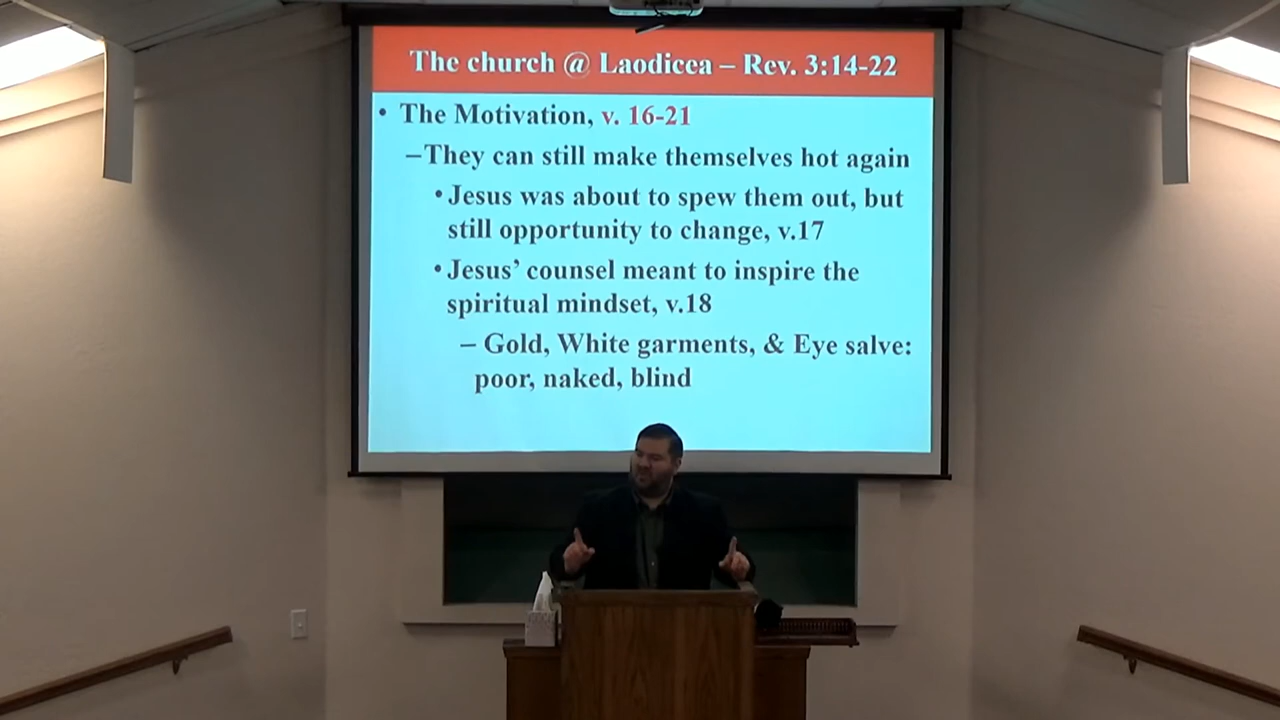 The church @ Laodicea – Rev. 3:14-22
• The Motivation, v. 16-21
–They can still make themselves hot again
•Jesus was about to spew them out, but
still opportunity to change, v.17
•Jesus’ counsel meant to inspire the
spiritual mindset, v.18
– Gold, White garments, & Eye salve:
poor, naked, blind